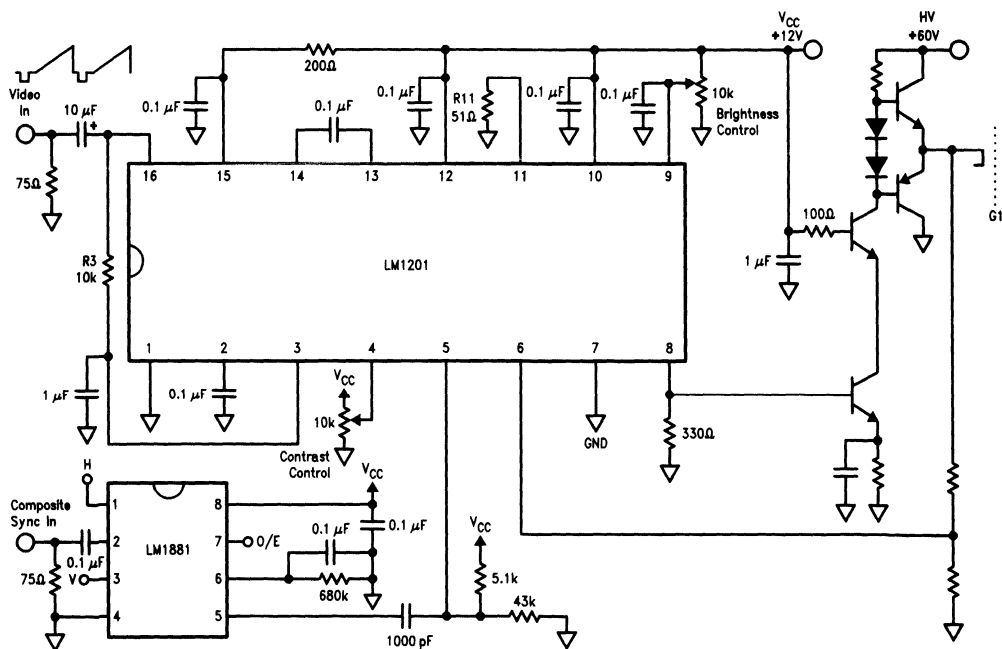 V_CC
+12V
HV
+60V
200Ω
Video
In
10 μF
+
0.1 μF
0.1 μF
0.1 μF
R11
51Ω
0.1 μF
0.1 μF
10k
Brightness
Control
75Ω
16
15
14
13
12
11
10
9
G1
100Ω
1 μF
R3
10k
LM1201
1
2
3
4
5
6
7
8
1 μF
0.1 μF
V_CC
10k
Contrast
Control
GND
330Ω
H
V_CC
Composite
Sync In
1
8
0.1 μF
0.1 μF
2
LM1881
7
O/E
0.1 μF
75Ω
V
3
6
680k
4
5
1000 pF
V_CC
5.1k
43k